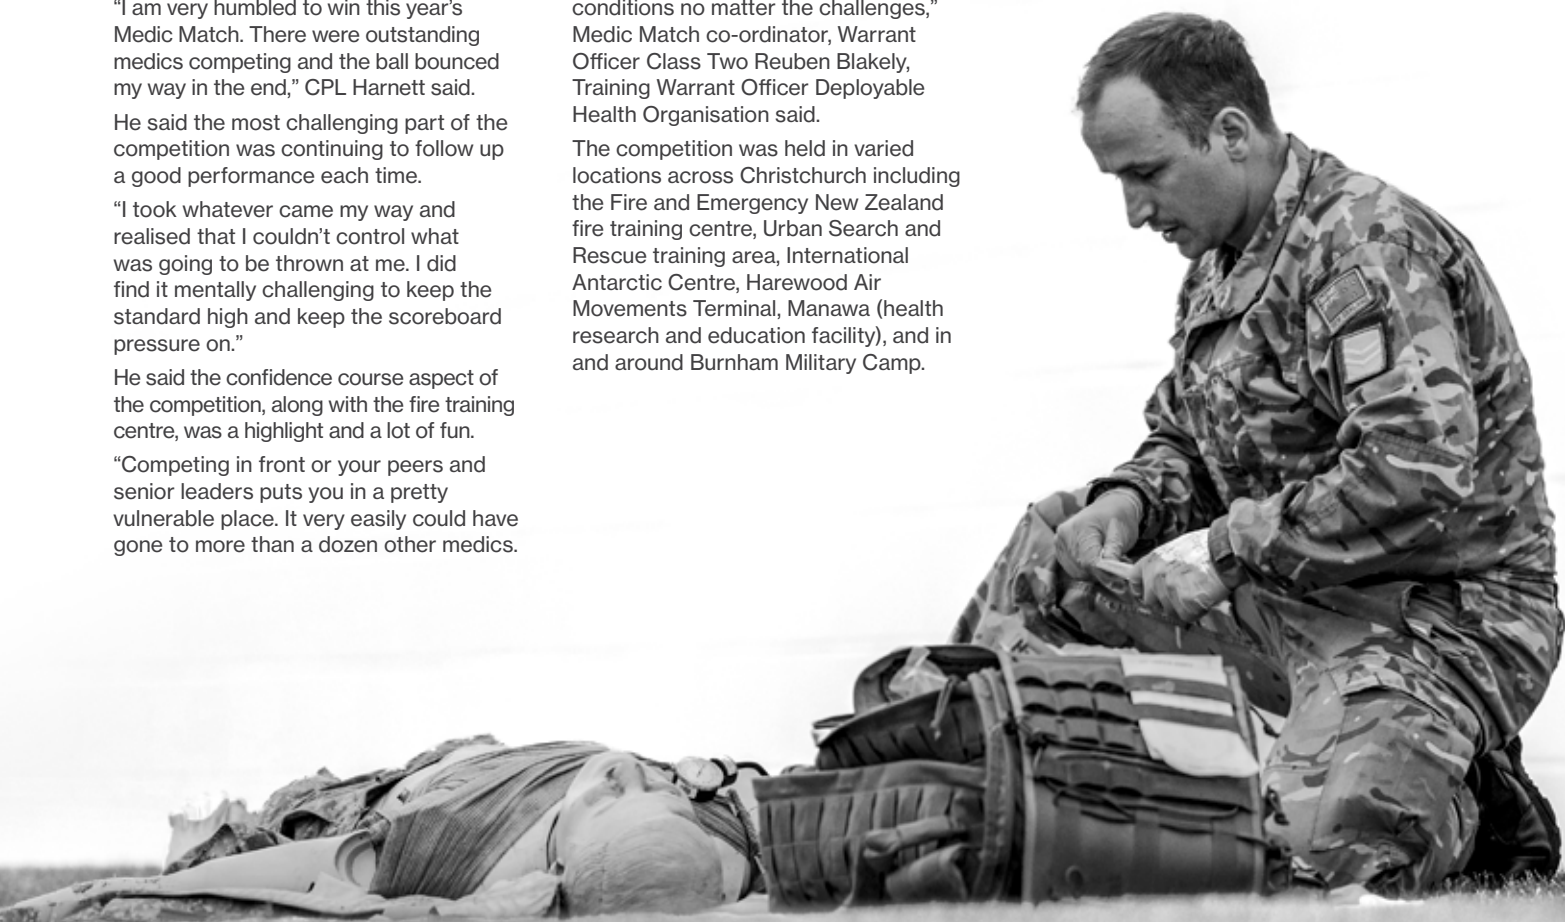 “I am very humbled to win this year’s
Medic Match. There were outstanding
medics competing and the ball bounced
my way in the end,” CPL Harnett said.
He said the most challenging part of the
competition was continuing to follow up
a good performance each time.
“I took whatever came my way and
realised that I couldn’t control what
was going to be thrown at me. I did
find it mentally challenging to keep the
standard high and keep the scoreboard
pressure on.”
He said the confidence course aspect of
the competition, along with the fire training
centre, was a highlight and a lot of fun.
“Competing in front or your peers and
senior leaders puts you in a pretty
vulnerable place. It very easily could have
gone to more than a dozen other medics.
conditions no matter the challenges,”
Medic Match co-ordinator, Warrant
Officer Class Two Reuben Blakely,
Training Warrant Officer Deployable
Health Organisation said.
The competition was held in varied
locations across Christchurch including
the Fire and Emergency New Zealand
fire training centre, Urban Search and
Rescue training area, International
Antarctic Centre, Harewood Air
Movements Terminal, Manawa (health
research and education facility), and in
and around Burnham Military Camp.